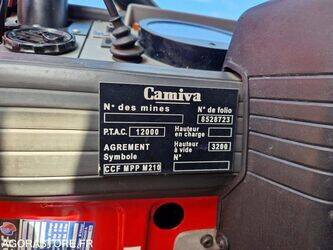 Camiva
N° des mines N° de folio
8528723
P.T.A.C. 12000 Hauteur en charge
AGREMENT Hauteur à vide 3200
Symbole N°
CCF MPP M210
AGORASTORE.FR